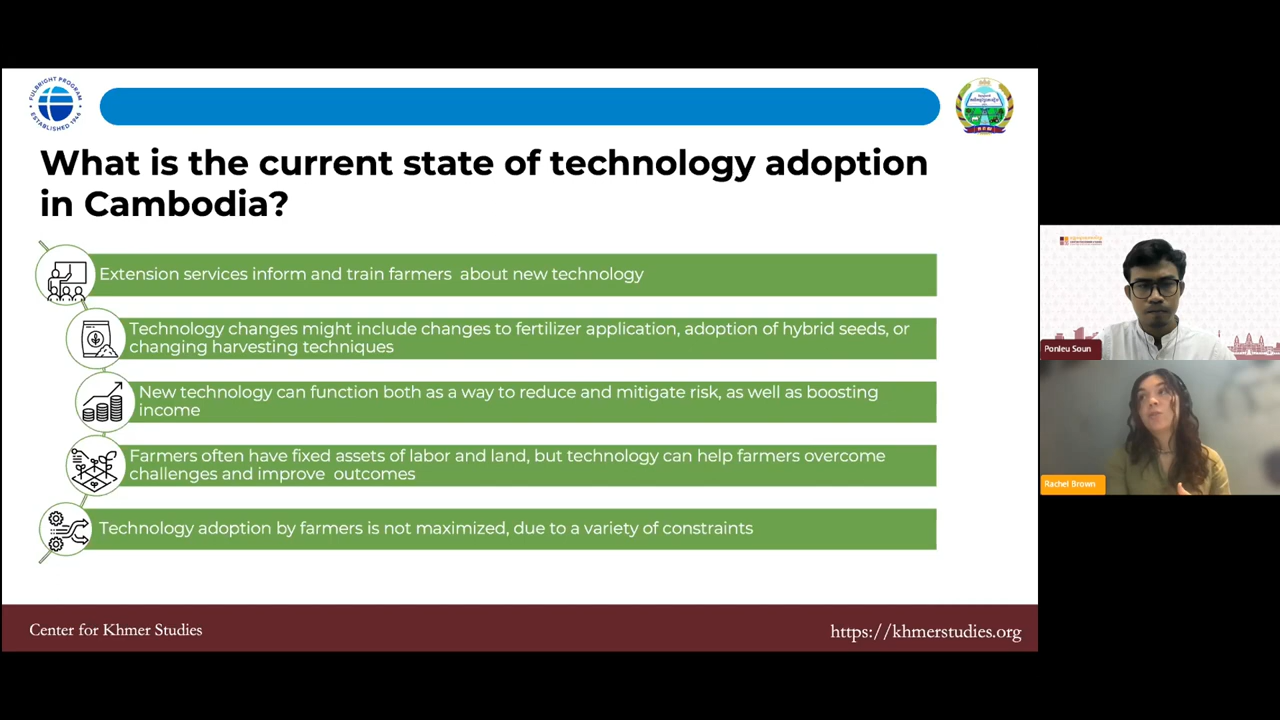 FULBRIGHT PROGRAM
ESTABLISHED 1946
What is the current state of technology adoption
in Cambodia?
Extension services inform and train farmers  about new technology
Technology changes might include changes to fertilizer application, adoption of hybrid seeds, or
changing harvesting techniques
New technology can function both as a way to reduce and mitigate risk, as well as boosting
income
Farmers often have fixed assets of labor and land, but technology can help farmers overcome
challenges and improve  outcomes
Technology adoption by farmers is not maximized, due to a variety of constraints
Center for Khmer Studies
https://khmerstudies.org
Ponleu Soun
Rachel Brown